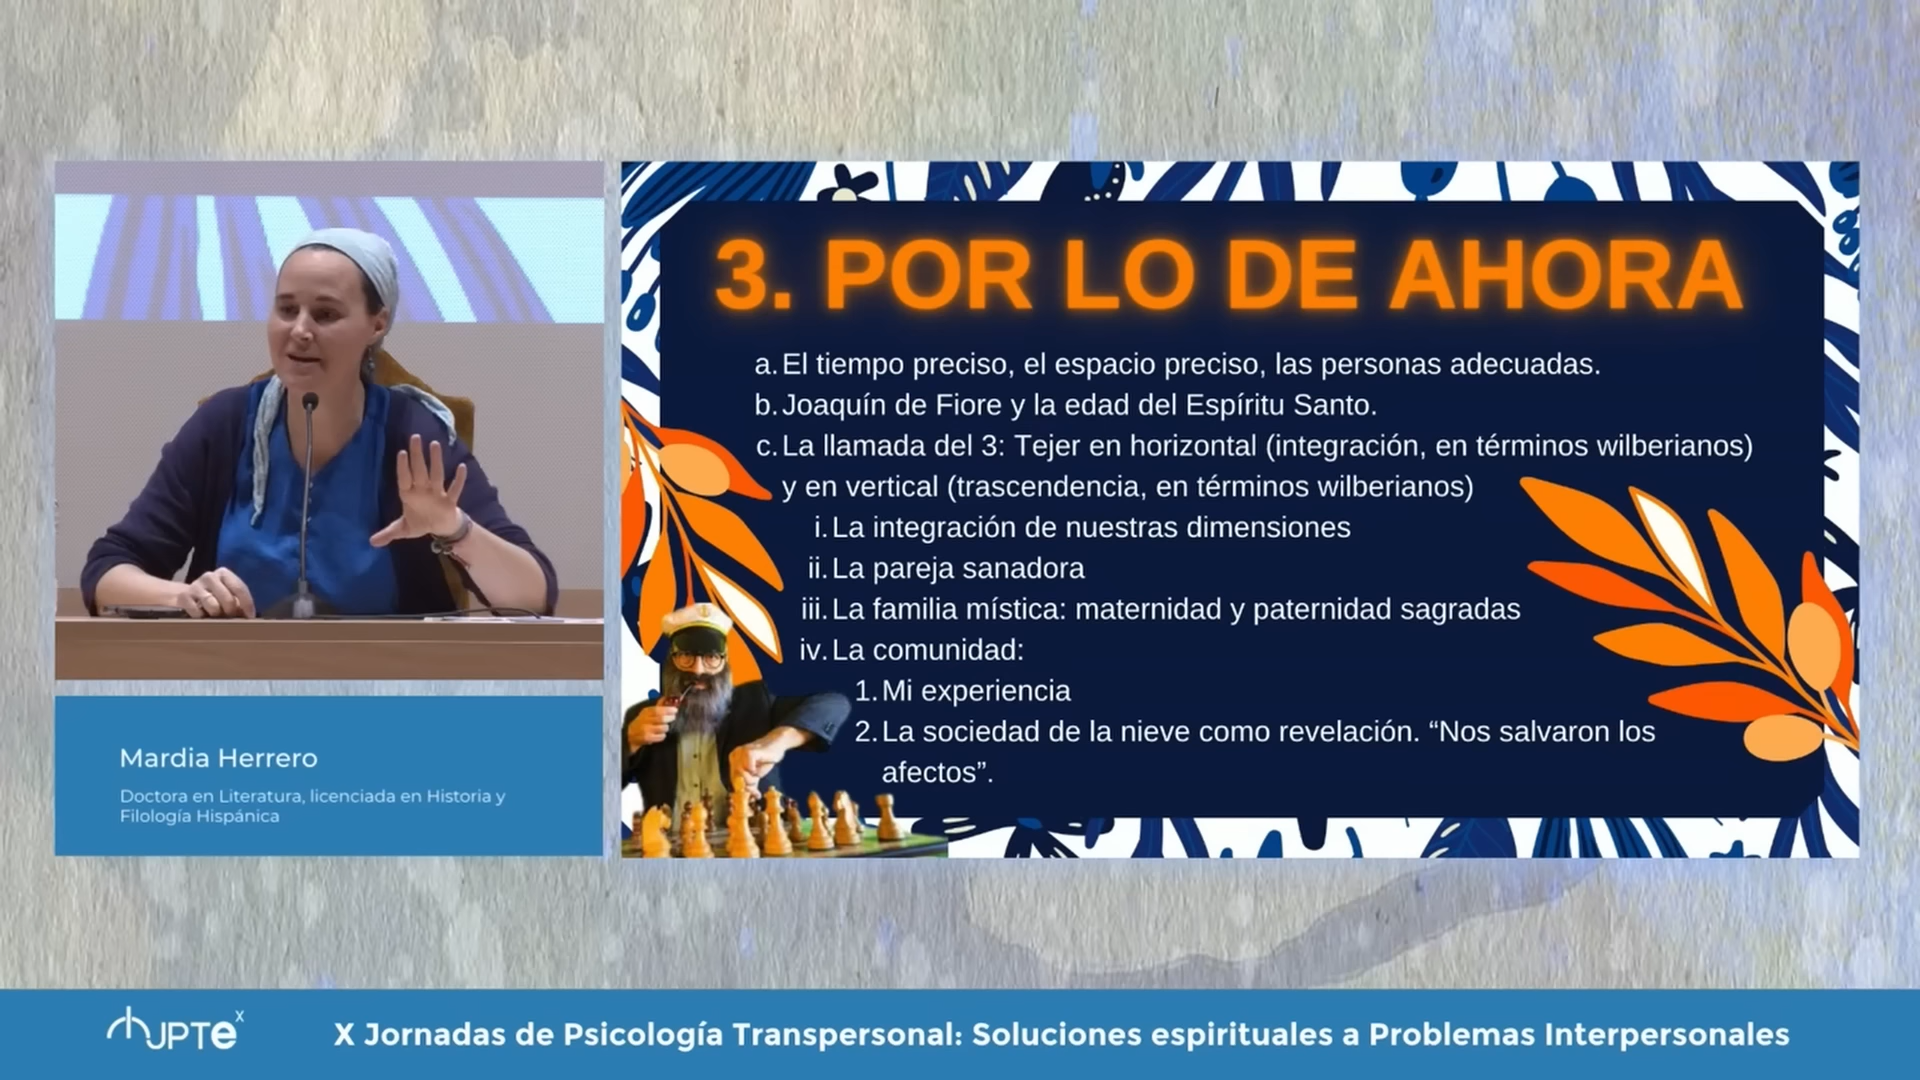 3. POR LO DE AHORA
a. El tiempo preciso, el espacio preciso, las personas adecuadas.
b. Joaquín de Fiore y la edad del Espíritu Santo.
c. La llamada del 3: Tejer en horizontal (integración, en términos wilberianos)
y en vertical (trascendencia, en términos wilberianos)
i. La integración de nuestras dimensiones
ii. La pareja sanadora
iii. La familia mística: maternidad y paternidad sagradas
iv. La comunidad:
1. Mi experiencia
2. La sociedad de la nieve como revelación. “Nos salvaron los
afectos”.
Mardia Herrero
Doctora en Literatura, licenciada en Historia y
Filología Hispánica
JPTe x
X Jornadas de Psicología Transpersonal: Soluciones espirituales a Problemas Interpersonales